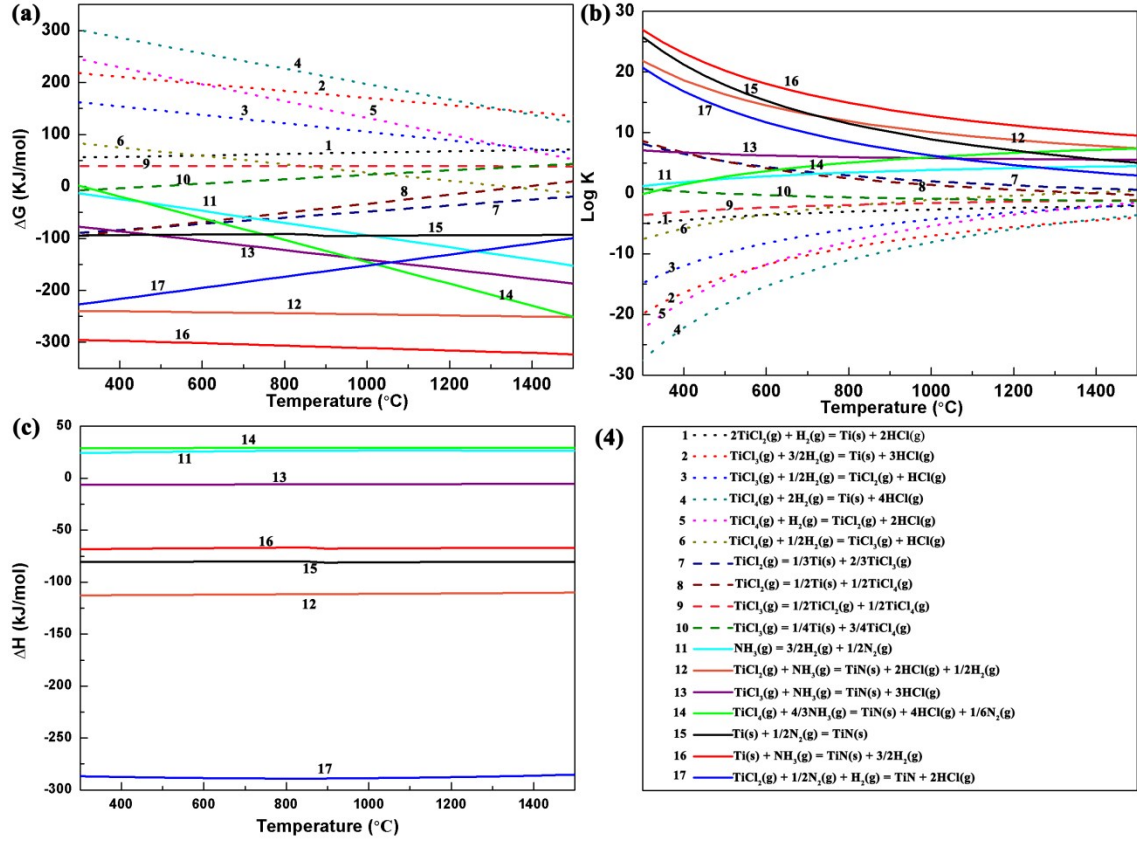 (a)
300
200
100
0
-100
-200
-300
ΔG (KJ/mol)
4
2
5
3
6
1
9
10
8
11
7
15
13
17
14
12
16
400 600 800 1000 1200 1400
Temperature (°C)
(b)
30
20
10
0
-10
-20
-30
Log K
16
15
17
12
13
14
11
7
8
10
9
1
6
3
2
5
4
400 600 800 1000 1200 1400
Temperature (°C)
(c)
50
25
0
-25
-50
-75
-100
-125
-150
-175
-200
-225
-250
-275
-300
ΔH (kJ/mol)
14
11
13
16
15
12
17
400 600 800 1000 1200 1400
Temperature (°C)
(4)
1 2TiCl₂(g) + H₂(g) = Ti(s) + 2HCl(g)
2 TiCl₃(g) + 3/2H₂(g) = Ti(s) + 3HCl(g)
3 TiCl₃(g) + 1/2H₂(g) = TiCl₂(g) + HCl(g)
4 TiCl₄(g) + 2H₂(g) = Ti(s) + 4HCl(g)
5 TiCl₄(g) + H₂(g) = TiCl₂(g) + 2HCl(g)
6 TiCl₄(g) + 1/2H₂(g) = TiCl₃(g) + HCl(g)
7 TiCl₂(g) = 1/3Ti(s) + 2/3TiCl₃(g)
8 TiCl₂(g) = 1/2Ti(s) + 1/2TiCl₄(g)
9 TiCl₃(g) = 1/2TiCl₂(g) + 1/2TiCl₄(g)
10 TiCl₃(g) = 1/4Ti(s) + 3/4TiCl₄(g)
11 NH₃(g) = 3/2H₂(g) + 1/2N₂(g)
12 TiCl₂(g) + NH₃(g) = TiN(s) + 2HCl(g) + 1/2H₂(g)
13 TiCl₃(g) + NH₃(g) = TiN(s) + 3HCl(g)
14 TiCl₄(g) + 4/3NH₃(g) = TiN(s) + 4HCl(g) + 1/6N₂(g)
15 Ti(s) + 1/2N₂(g) = TiN(s)
16 Ti(s) + NH₃(g) = TiN(s) + 3/2H₂(g)
17 TiCl₂(g) + 1/2N₂(g) + H₂(g) = TiN + 2HCl(g)